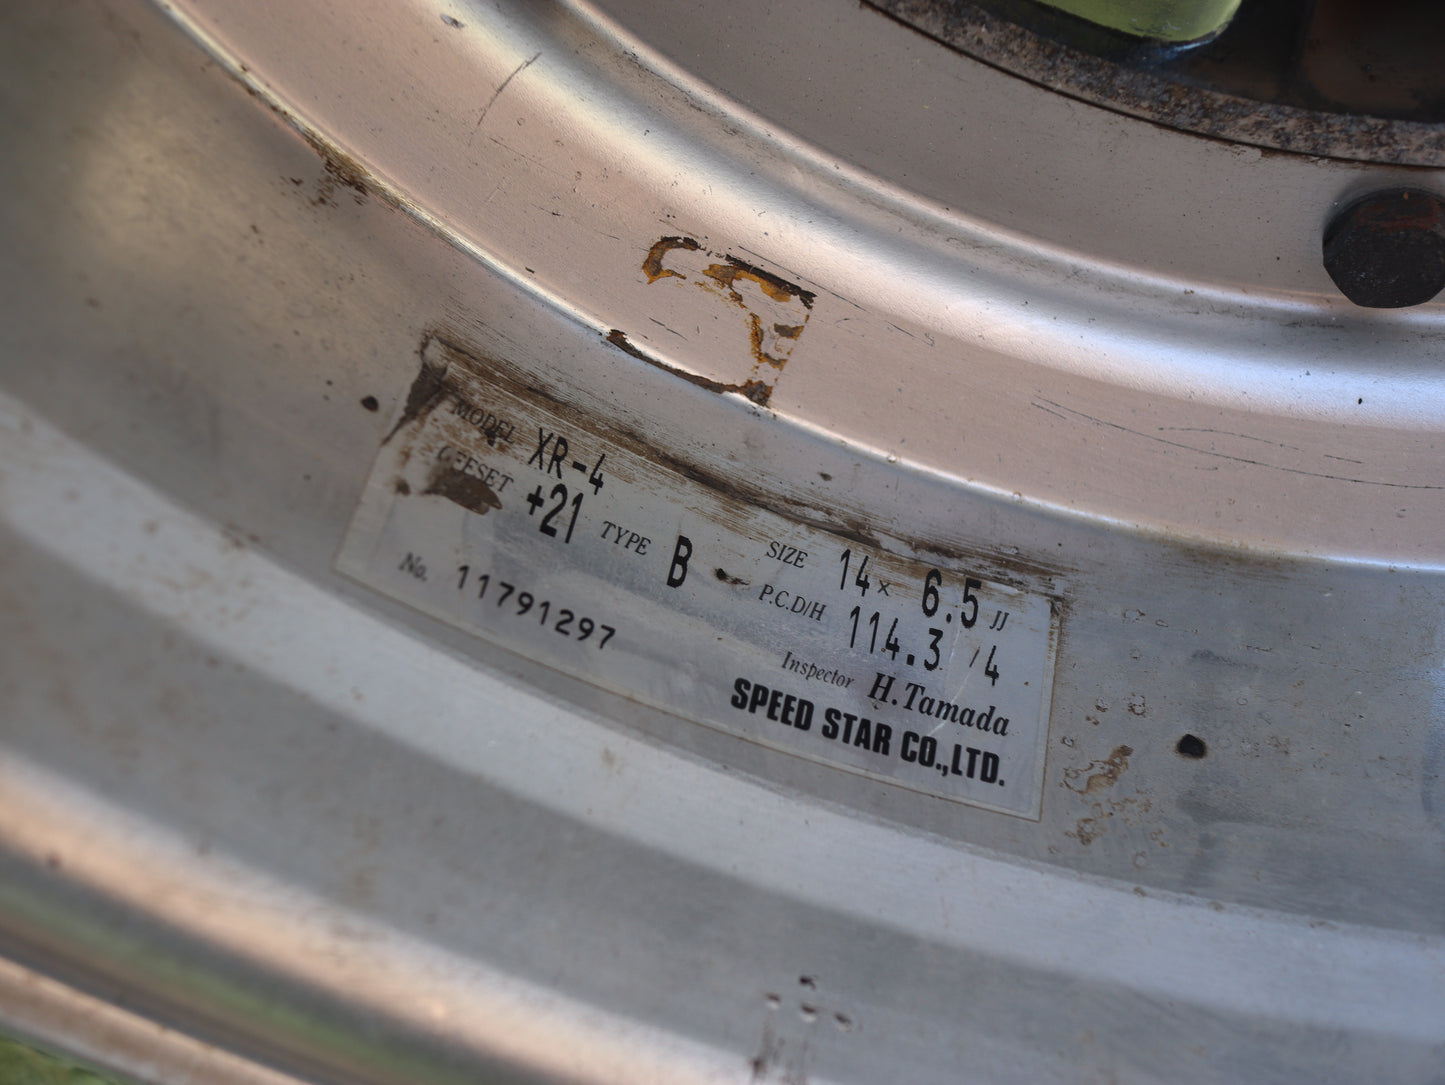 MODEL XR-4 SIZE 14 × 6.5 JJ
OFFSET +21 TYPE B P.C.D/H 114.3 /4
No. 11791297 Inspector H.Tamada
SPEED STAR CO.,LTD.